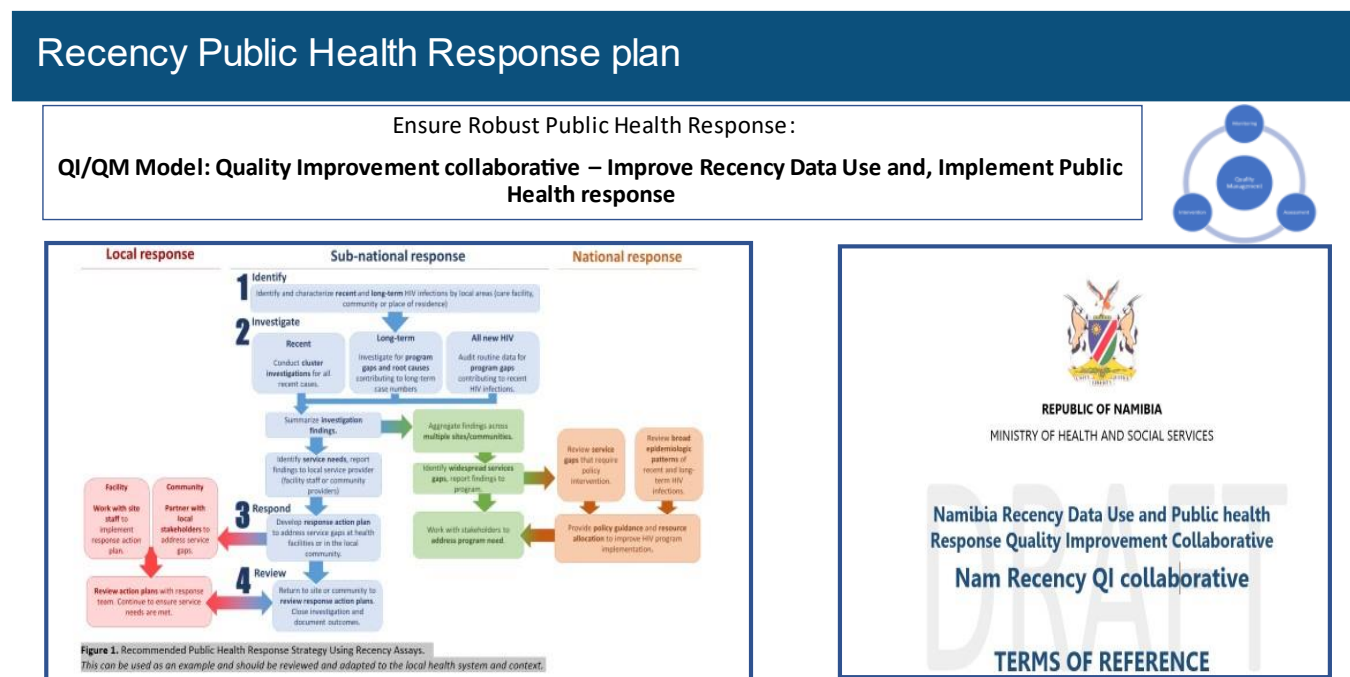 Recency Public Health Response plan
Ensure Robust Public Health Response:
QI/QM Model: Quality Improvement collaborative – Improve Recency Data Use and, Implement Public
Health response
Monitoring
Quality
Management
Intervention
Assessment
Local response
Sub-national response
National response
1
Identify
Identify and characterize recent and long-term HIV infections by local areas (care facility,
community or place of residence)
2
Investigate
Recent
Conduct cluster
investigations for all
recent cases.
Long-term
Investigate for program
gaps and root causes
contributing to long-term
case numbers
All new HIV
Audit routine data for
program gaps
contributing to recent
HIV infections.
Summarize investigation
findings.
Aggregate findings across
multiple sites/communities.
Identify service needs, report
findings to local service provider
(facility staff or community
providers)
Identify widespread services
gaps, report findings to
program.
Review service
gaps that require
policy
intervention.
Review broad
epidemiologic
patterns of
recent and long-
term HIV
infections.
Facility
Work with site
staff to
implement
response action
plan.
Community
Partner with
local
stakeholders to
address service
gaps.
3
Respond
Develop response action plan
to address service gaps at health
facilities or in the local
community.
Work with stakeholders to
address program need.
Provide policy guidance and resource
allocation to improve HIV program
implementation.
4
Review
Review action plans with response
team. Continue to ensure service
needs are met.
Return to site or community to
review response action plans.
Close investigation and
document outcomes.
Figure 1. Recommended Public Health Response Strategy Using Recency Assays.
This can be used as an example and should be reviewed and adapted to the local health system and context.
REPUBLIC OF NAMIBIA
MINISTRY OF HEALTH AND SOCIAL SERVICES
DRAFT
Namibia Recency Data Use and Public health
Response Quality Improvement Collaborative
Nam Recency QI collaborative
TERMS OF REFERENCE